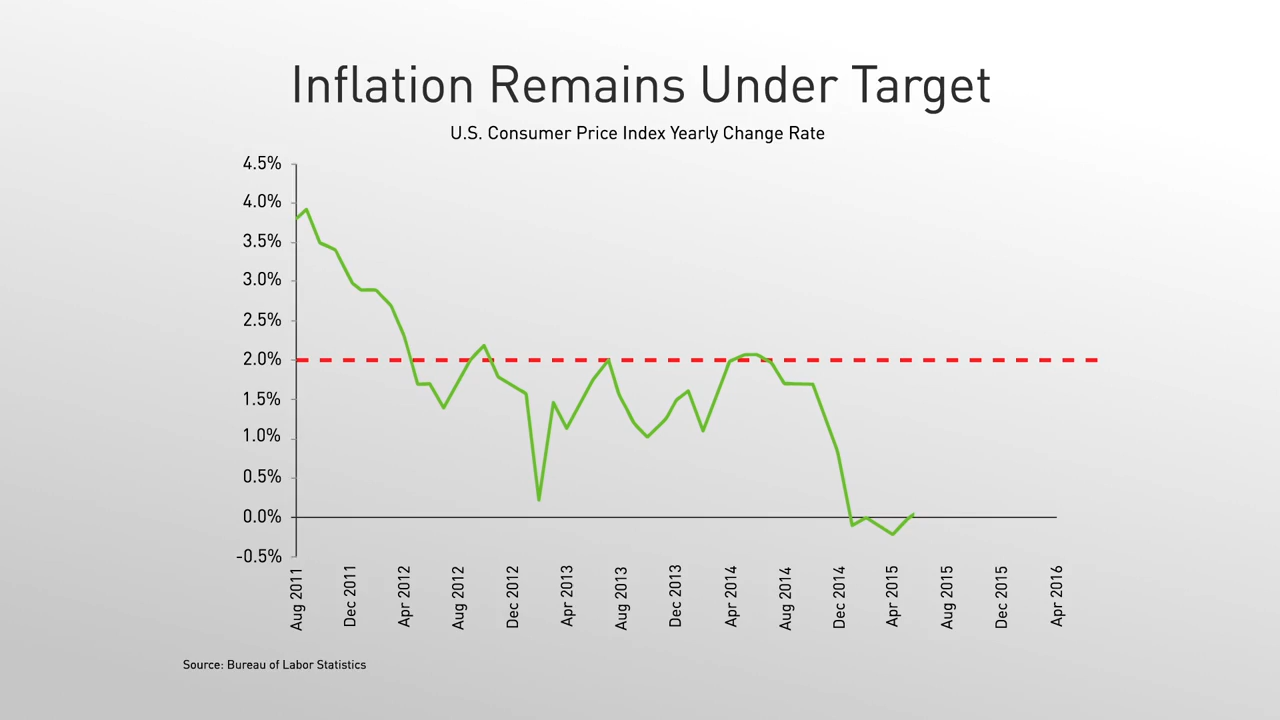 Inflation Remains Under Target
U.S. Consumer Price Index Yearly Change Rate
4.5%
4.0%
3.5%
3.0%
2.5%
2.0%
1.5%
1.0%
0.5%
0.0%
-0.5%
Aug 2011
Dec 2011
Apr 2012
Aug 2012
Dec 2012
Apr 2013
Aug 2013
Dec 2013
Apr 2014
Aug 2014
Dec 2014
Apr 2015
Aug 2015
Dec 2015
Apr 2016
Source: Bureau of Labor Statistics